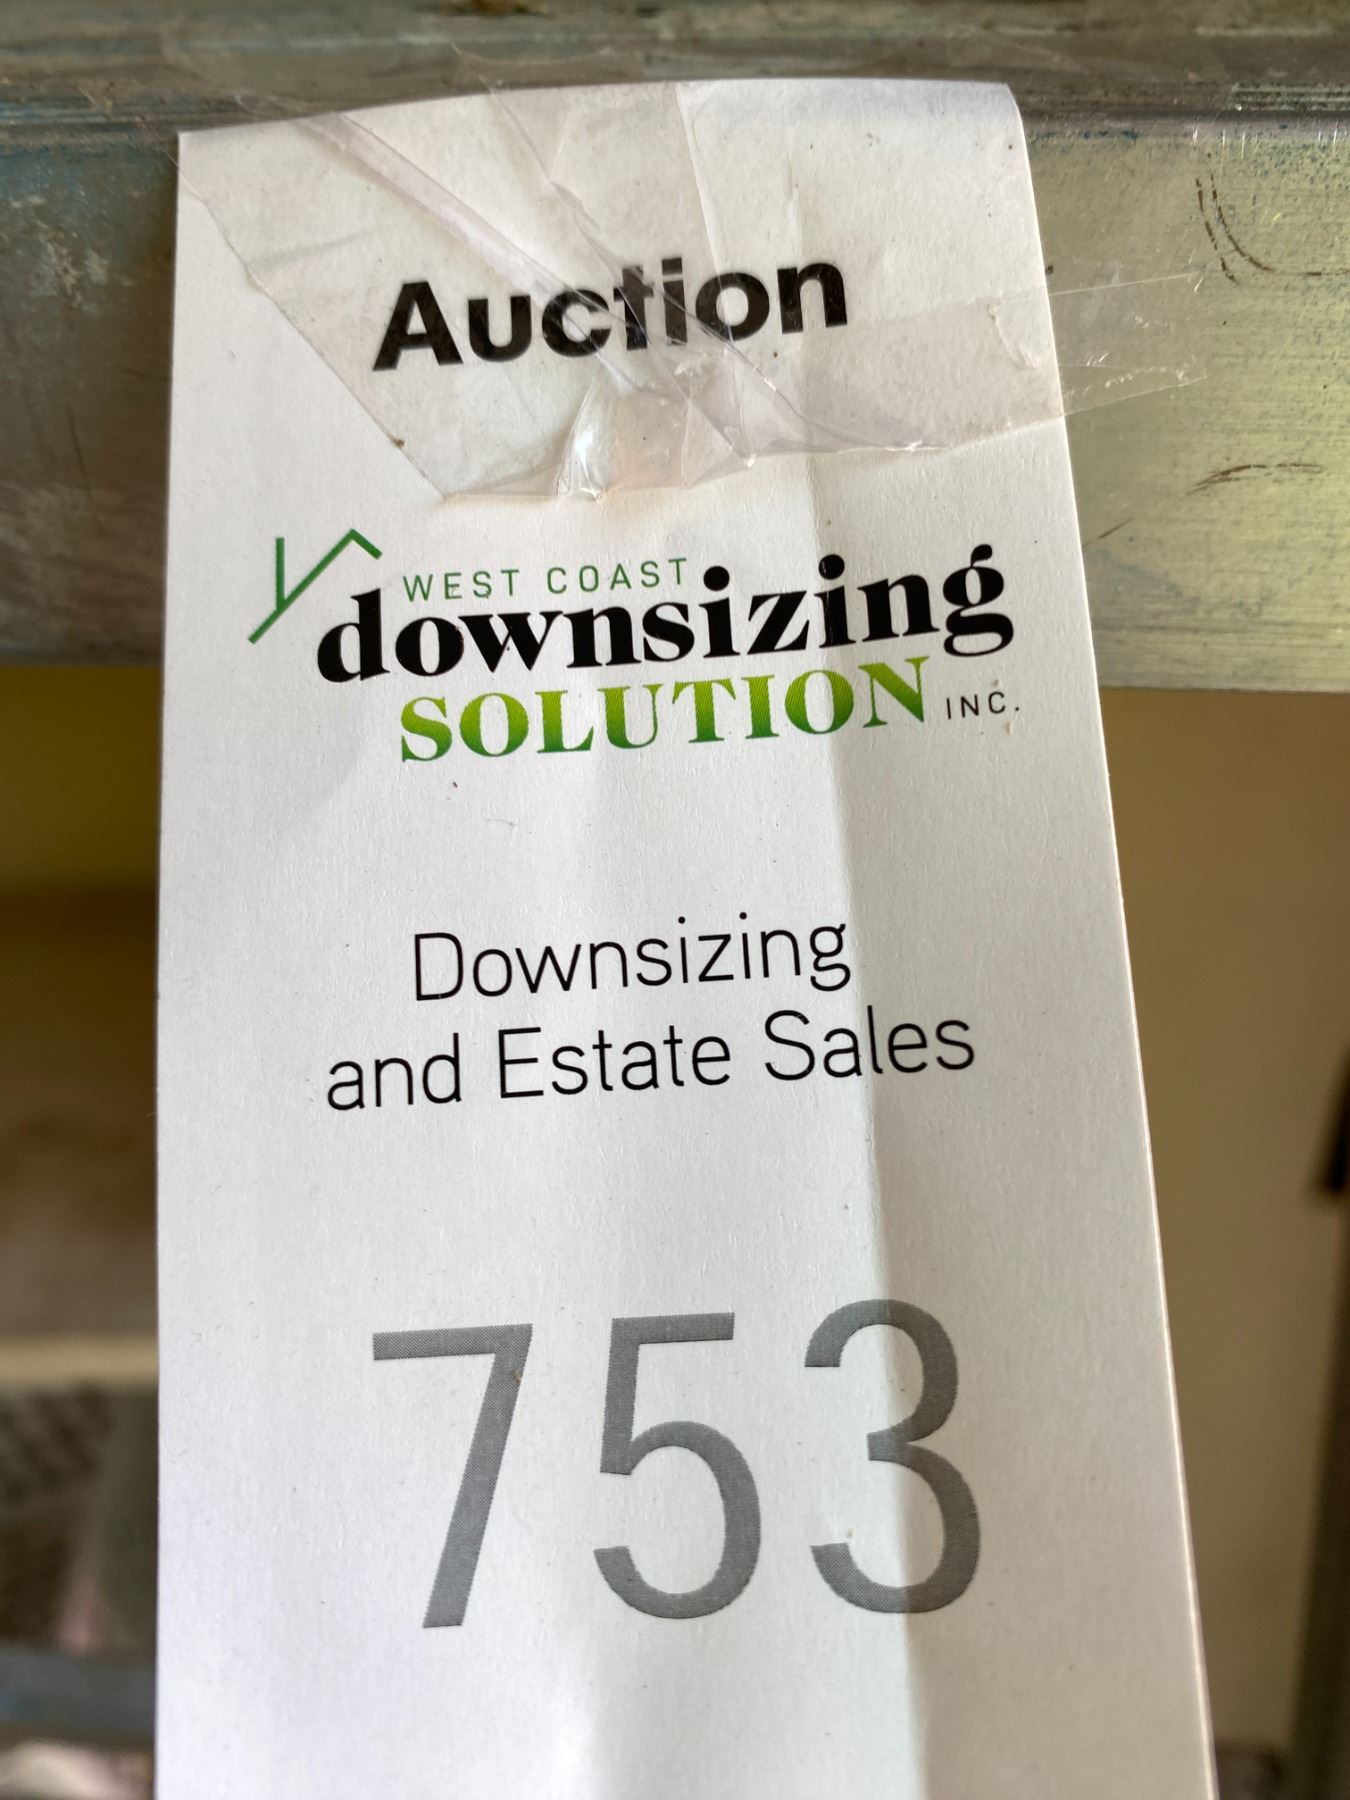 Auction
WEST COAST
downsizing
SOLUTION INC.
Downsizing
and Estate Sales
753